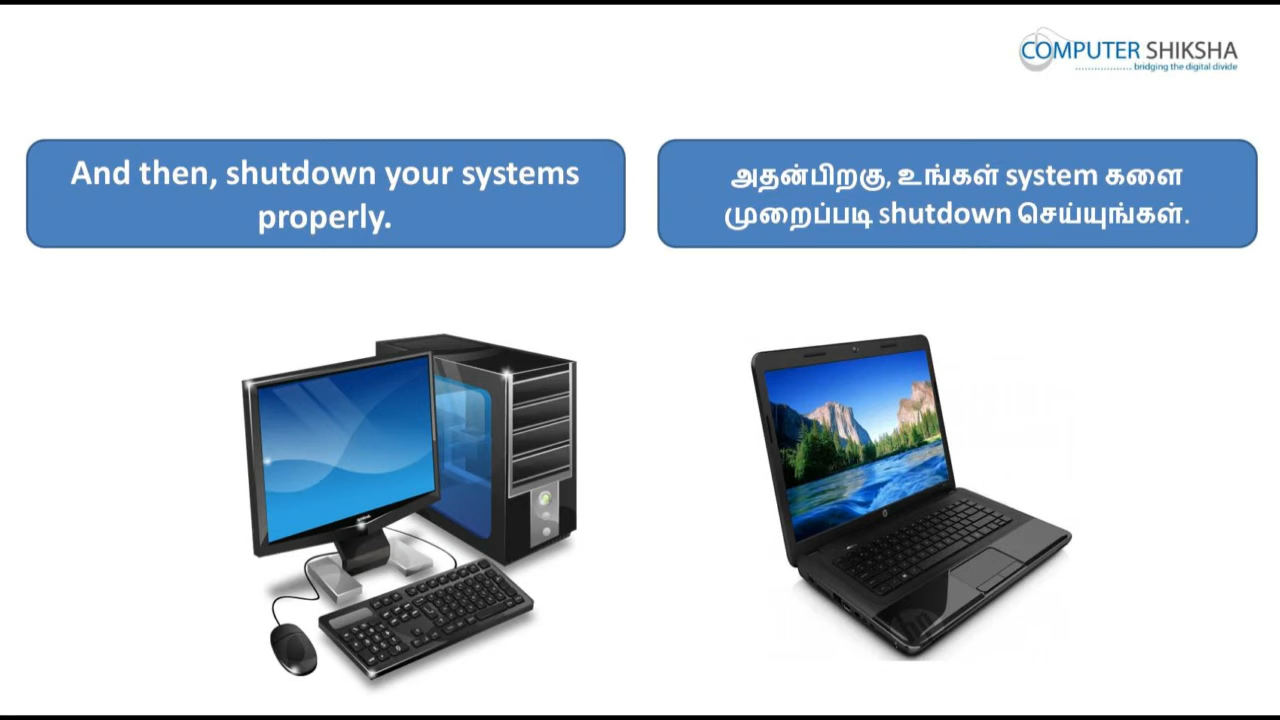 COMPUTER SHIKSHA
bridging the digital divide
And then, shutdown your systems
properly.
அதன்பிறகு, உங்கள் system களை
முறைப்படி shutdown செய்யுங்கள்.
hp